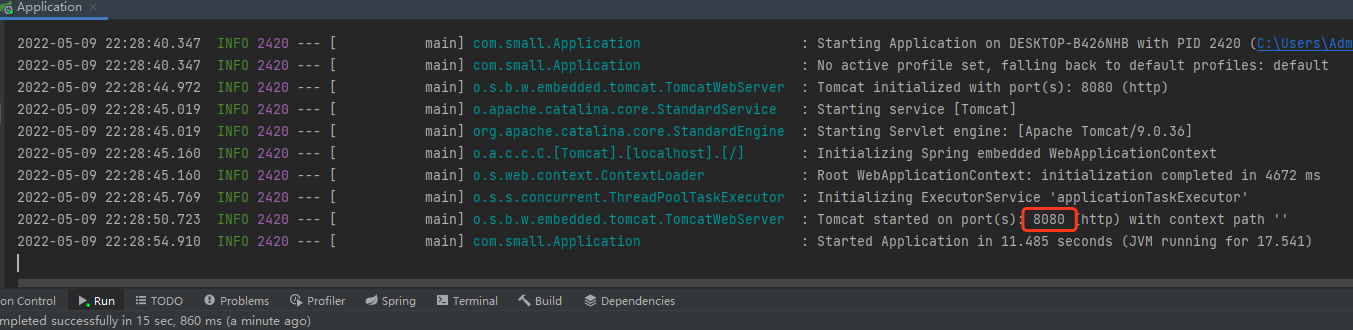 Application
2022-05-09 22:28:40.347  INFO 2420 --- [           main] com.small.Application                    : Starting Application on DESKTOP-B426NHB with PID 2420 (C:\Users\Adm
2022-05-09 22:28:40.347  INFO 2420 --- [           main] com.small.Application                    : No active profile set, falling back to default profiles: default
2022-05-09 22:28:44.972  INFO 2420 --- [           main] o.s.b.w.embedded.tomcat.TomcatWebServer  : Tomcat initialized with port(s): 8080 (http)
2022-05-09 22:28:45.019  INFO 2420 --- [           main] o.apache.catalina.core.StandardService   : Starting service [Tomcat]
2022-05-09 22:28:45.019  INFO 2420 --- [           main] org.apache.catalina.core.StandardEngine  : Starting Servlet engine: [Apache Tomcat/9.0.36]
2022-05-09 22:28:45.160  INFO 2420 --- [           main] o.a.c.c.C.[Tomcat].[localhost].[/]       : Initializing Spring embedded WebApplicationContext
2022-05-09 22:28:45.160  INFO 2420 --- [           main] o.s.web.context.ContextLoader            : Root WebApplicationContext: initialization completed in 4672 ms
2022-05-09 22:28:45.769  INFO 2420 --- [           main] o.s.s.concurrent.ThreadPoolTaskExecutor  : Initializing ExecutorService 'applicationTaskExecutor'
2022-05-09 22:28:50.723  INFO 2420 --- [           main] o.s.b.w.embedded.tomcat.TomcatWebServer  : Tomcat started on port(s): 8080 (http) with context path ''
2022-05-09 22:28:54.910  INFO 2420 --- [           main] com.small.Application                    : Started Application in 11.485 seconds (JVM running for 17.541)
on Control Run TODO Problems Profiler Spring Terminal Build Dependencies
mpleted successfully in 15 sec, 860 ms (a minute ago)